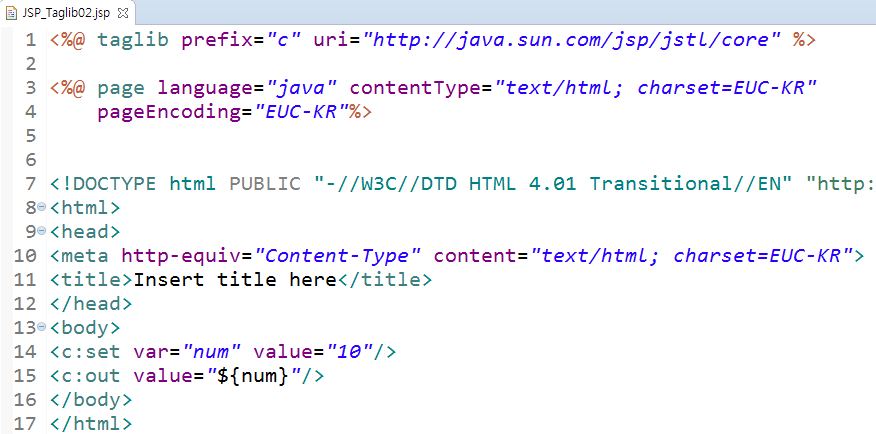 JSP_Taglib02.jsp
1 <%@ taglib prefix="c" uri="http://java.sun.com/jsp/jstl/core" %>
2
3 <%@ page language="java" contentType="text/html; charset=EUC-KR"
4     pageEncoding="EUC-KR"%>
5
6
7 <!DOCTYPE html PUBLIC "-//W3C//DTD HTML 4.01 Transitional//EN" "http:
8 <html>
9 <head>
10 <meta http-equiv="Content-Type" content="text/html; charset=EUC-KR">
11 <title>Insert title here</title>
12 </head>
13 <body>
14 <c:set var="num" value="10"/>
15 <c:out value="${num}"/>
16 </body>
17 </html>